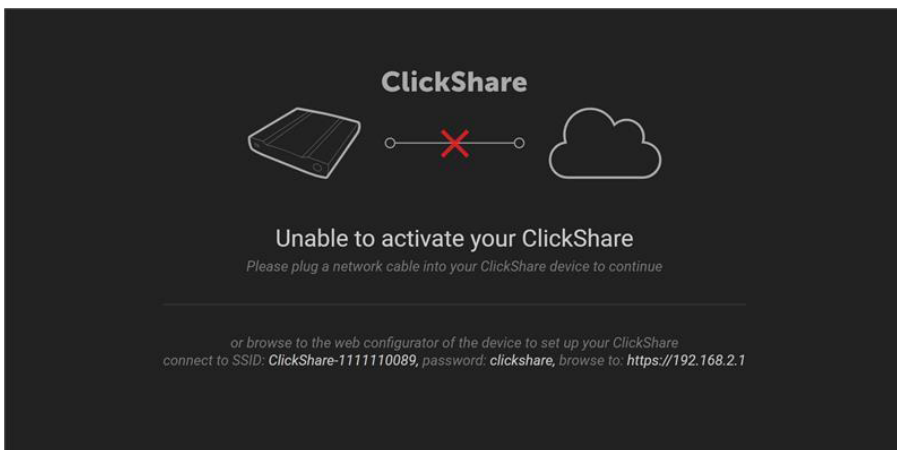 ClickShare
Unable to activate your ClickShare
Please plug a network cable into your ClickShare device to continue
or browse to the web configurator of the device to set up your ClickShare
connect to SSID: ClickShare-1111110089, password: clickshare, browse to: https://192.168.2.1